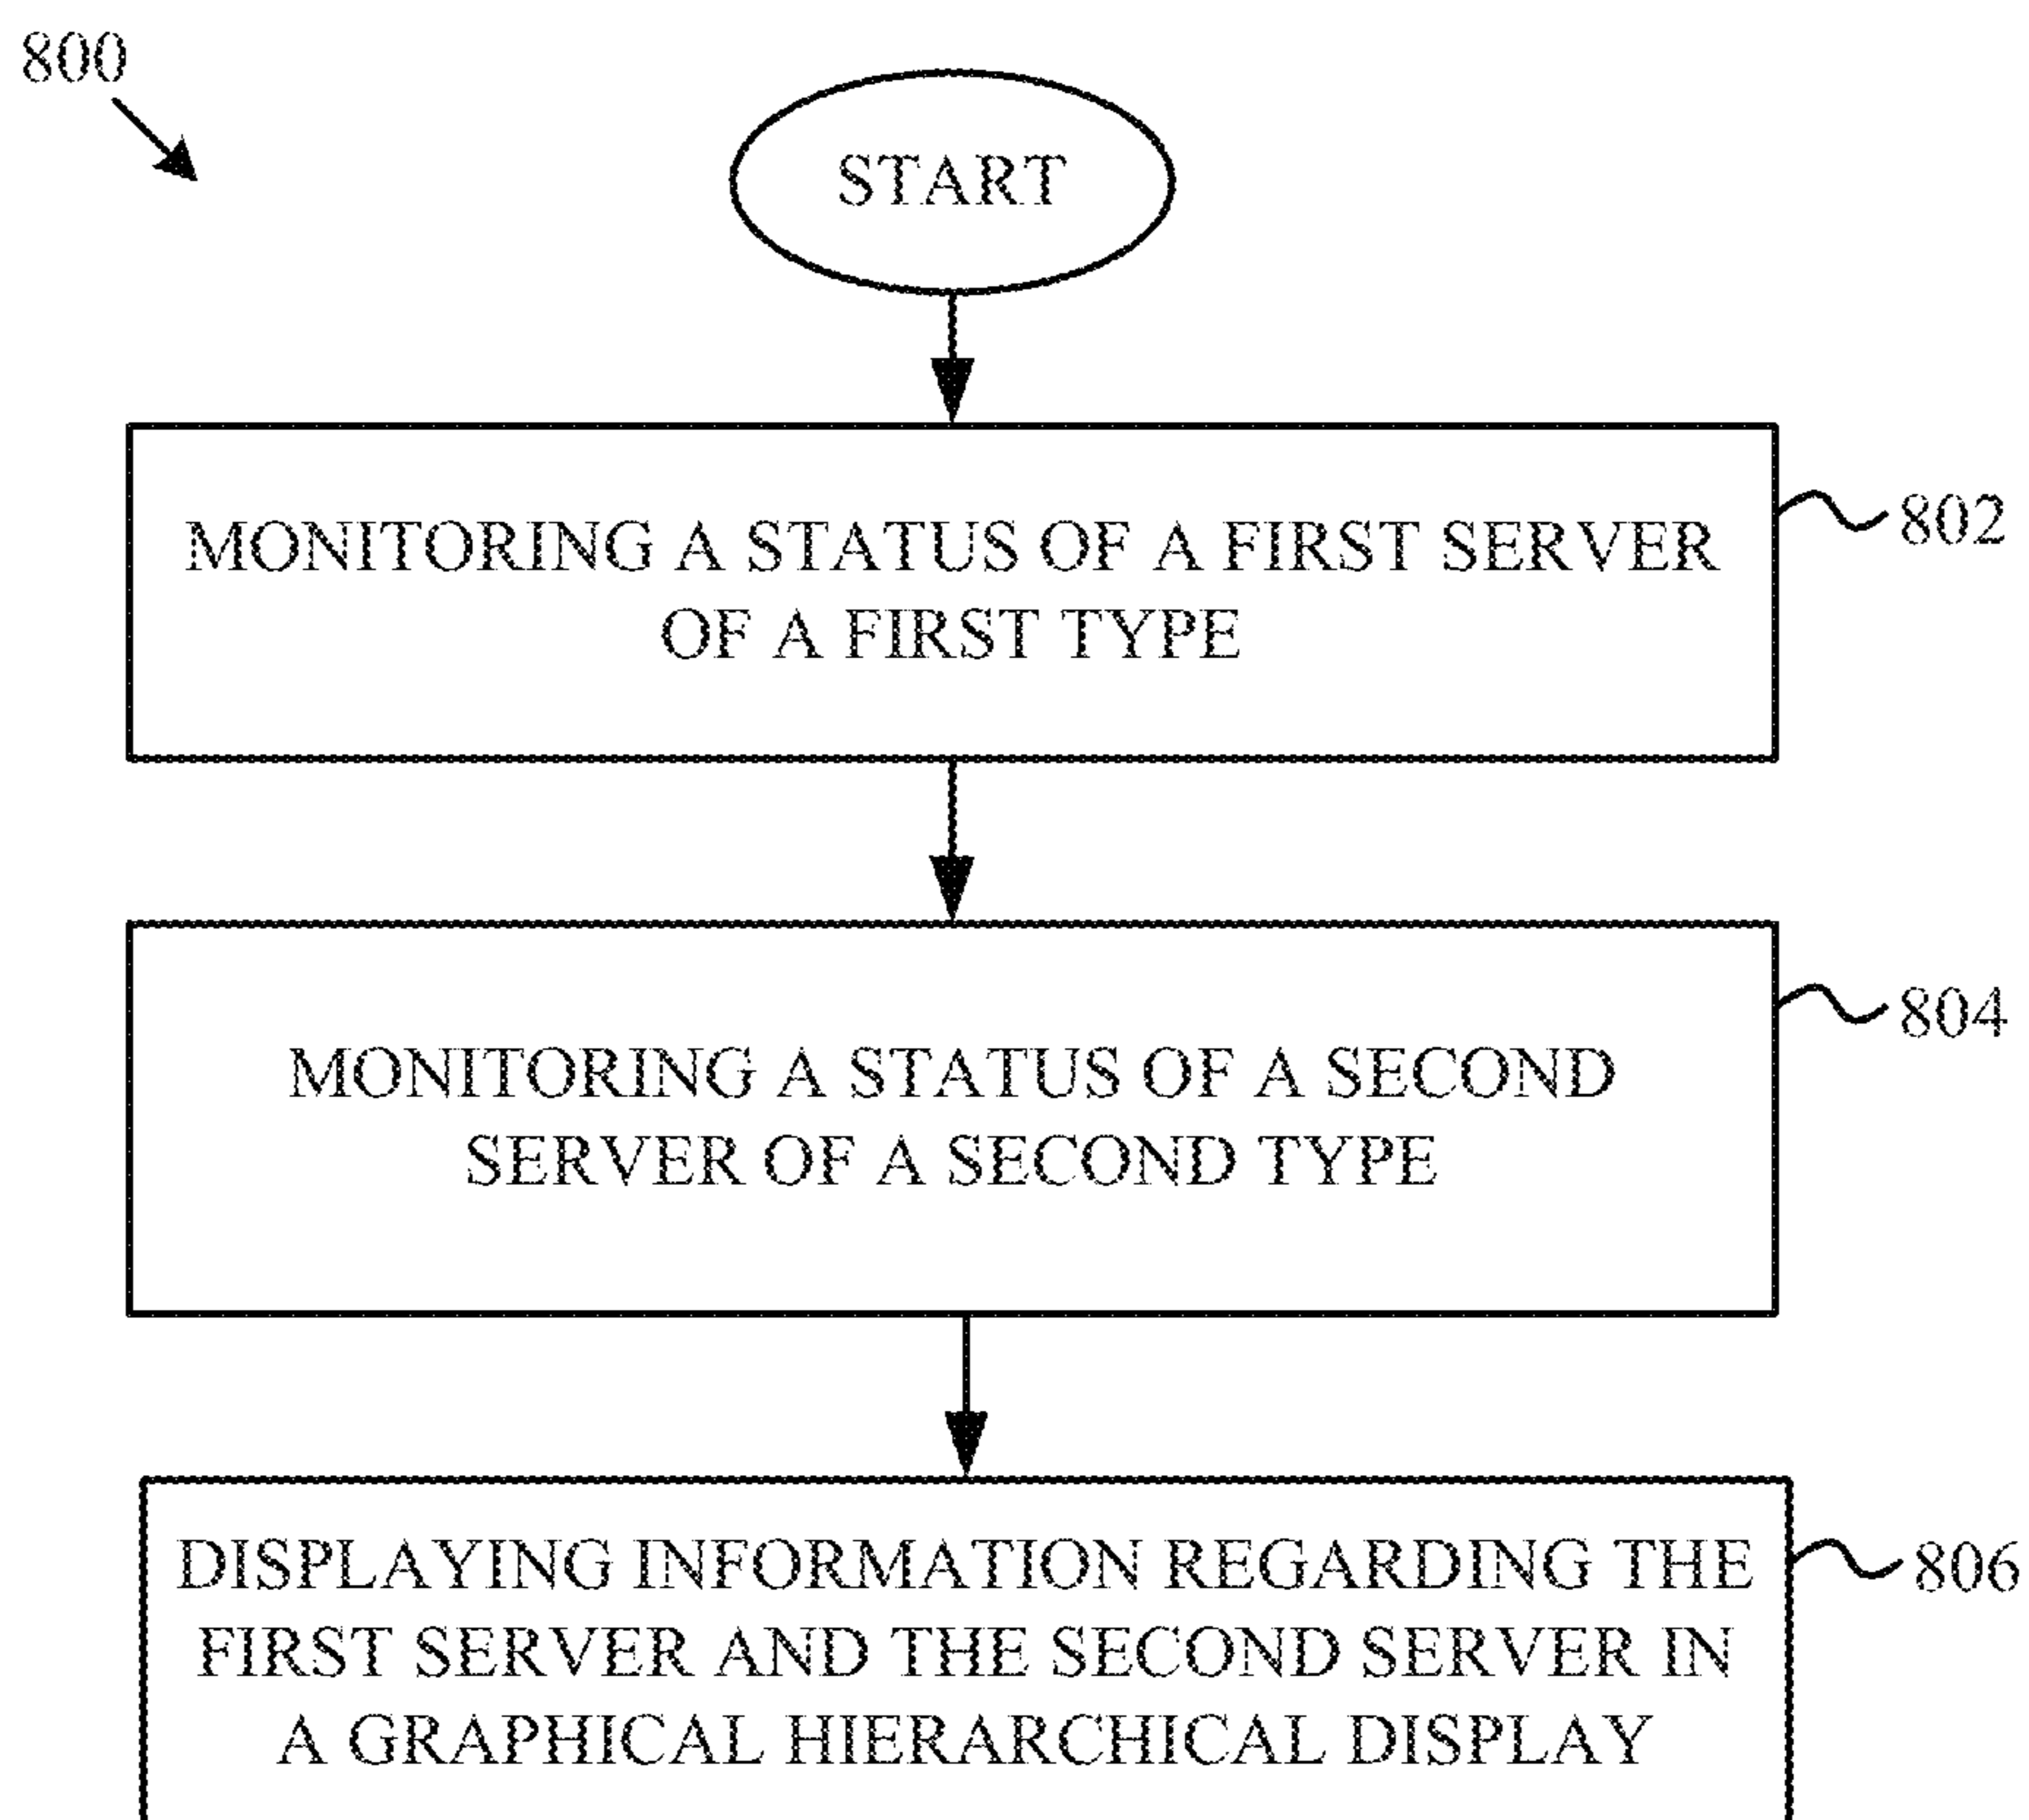 800
START
MONITORING A STATUS OF A FIRST SERVER
OF A FIRST TYPE
802
MONITORING A STATUS OF A SECOND
SERVER OF A SECOND TYPE
804
DISPLAYING INFORMATION REGARDING THE
FIRST SERVER AND THE SECOND SERVER IN
A GRAPHICAL HIERARCHICAL DISPLAY
806